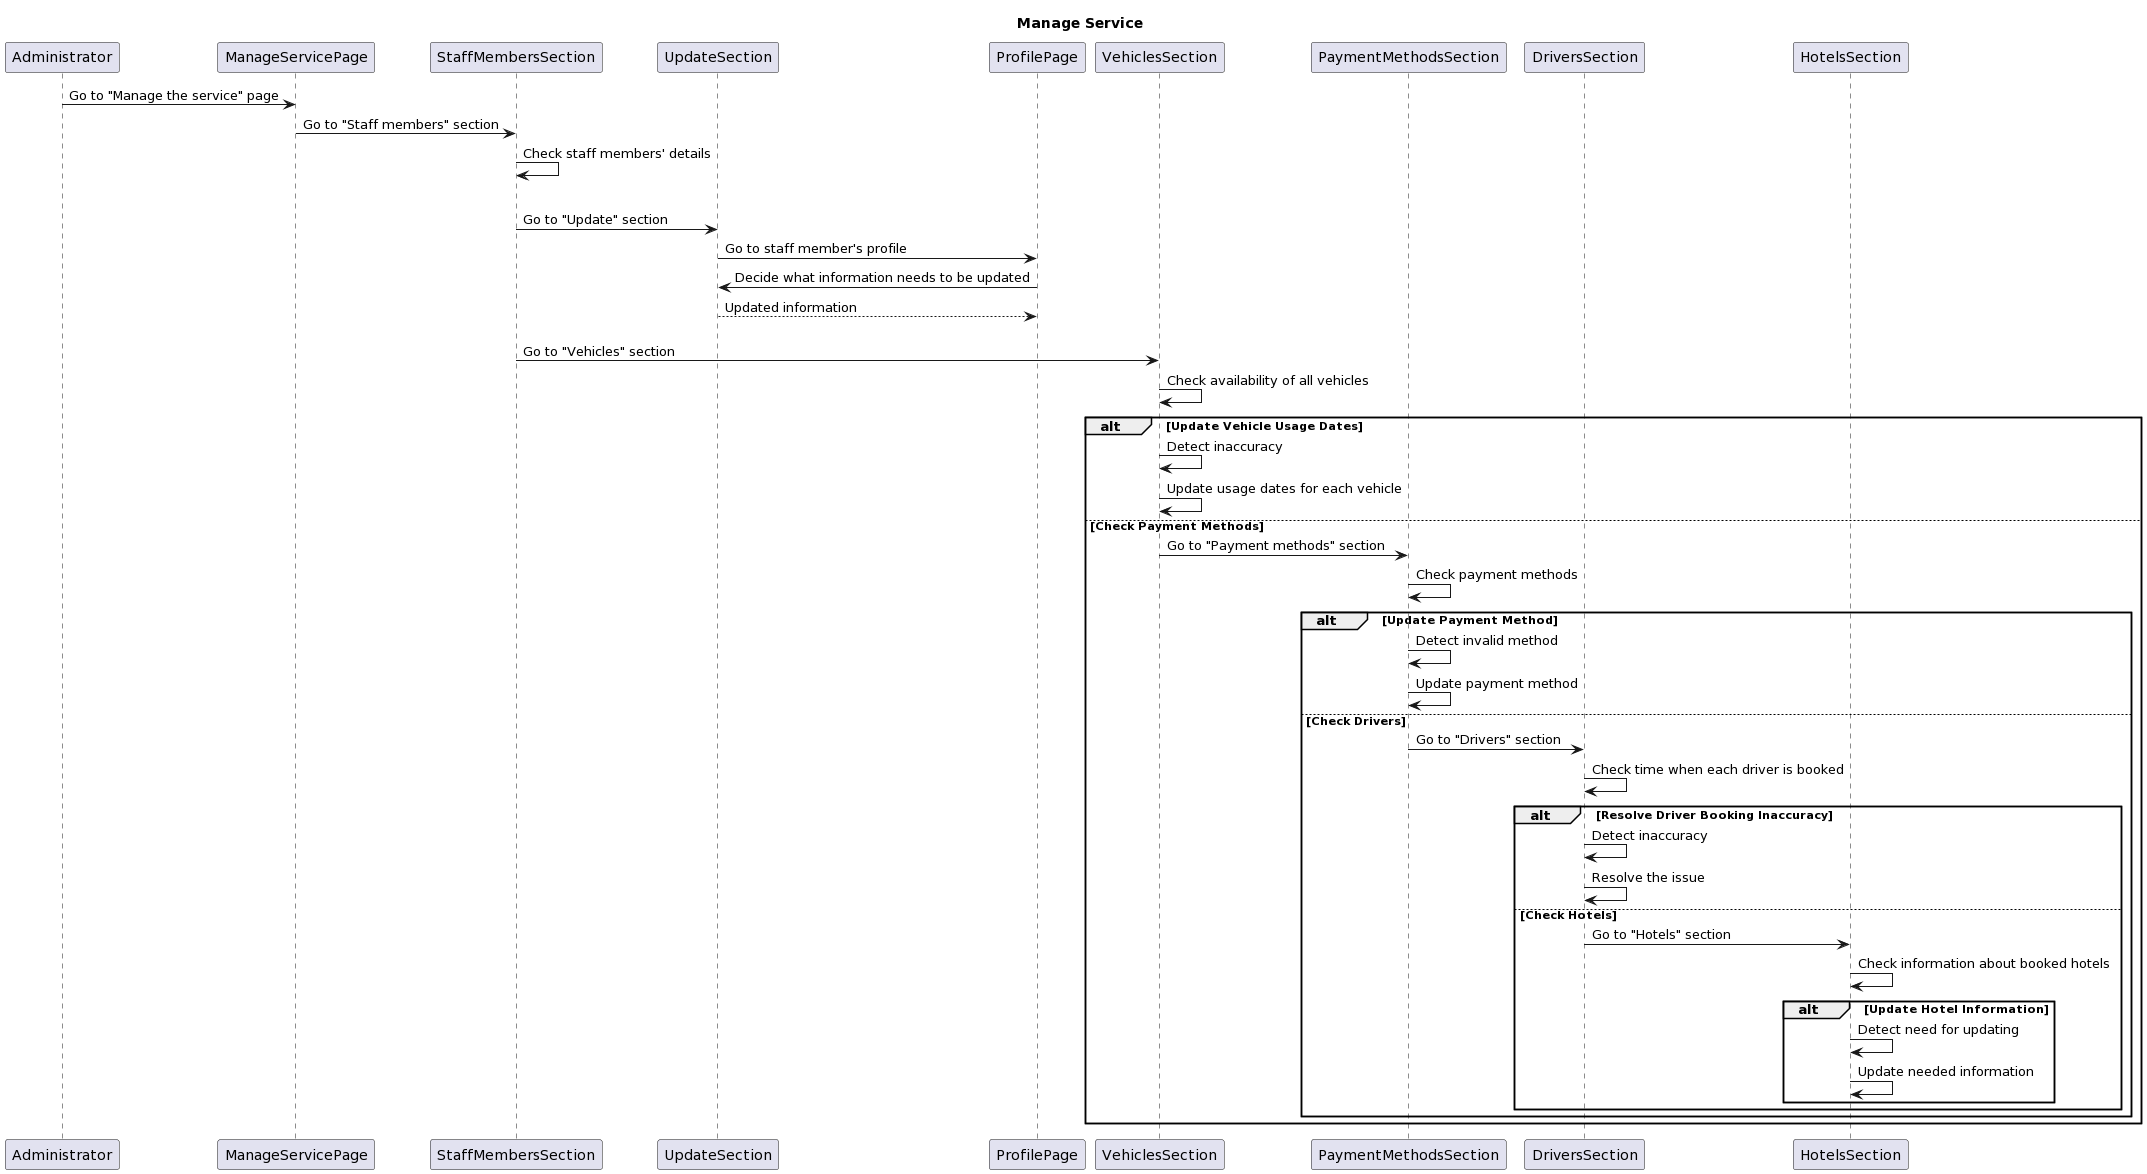 Manage Service
Administrator ManageServicePage StaffMembersSection UpdateSection ProfilePage VehiclesSection PaymentMethodsSection DriversSection HotelsSection
Go to "Manage the service" page
Go to "Staff members" section
Check staff members' details
Go to "Update" section
Go to staff member's profile
Decide what information needs to be updated
Updated information
Go to "Vehicles" section
Check availability of all vehicles
alt [Update Vehicle Usage Dates]
Detect inaccuracy
Update usage dates for each vehicle
[Check Payment Methods]
Go to "Payment methods" section
Check payment methods
alt [Update Payment Method]
Detect invalid method
Update payment method
[Check Drivers]
Go to "Drivers" section
Check time when each driver is booked
alt [Resolve Driver Booking Inaccuracy]
Detect inaccuracy
Resolve the issue
[Check Hotels]
Go to "Hotels" section
Check information about booked hotels
alt [Update Hotel Information]
Detect need for updating
Update needed information
Administrator ManageServicePage StaffMembersSection UpdateSection ProfilePage VehiclesSection PaymentMethodsSection DriversSection HotelsSection